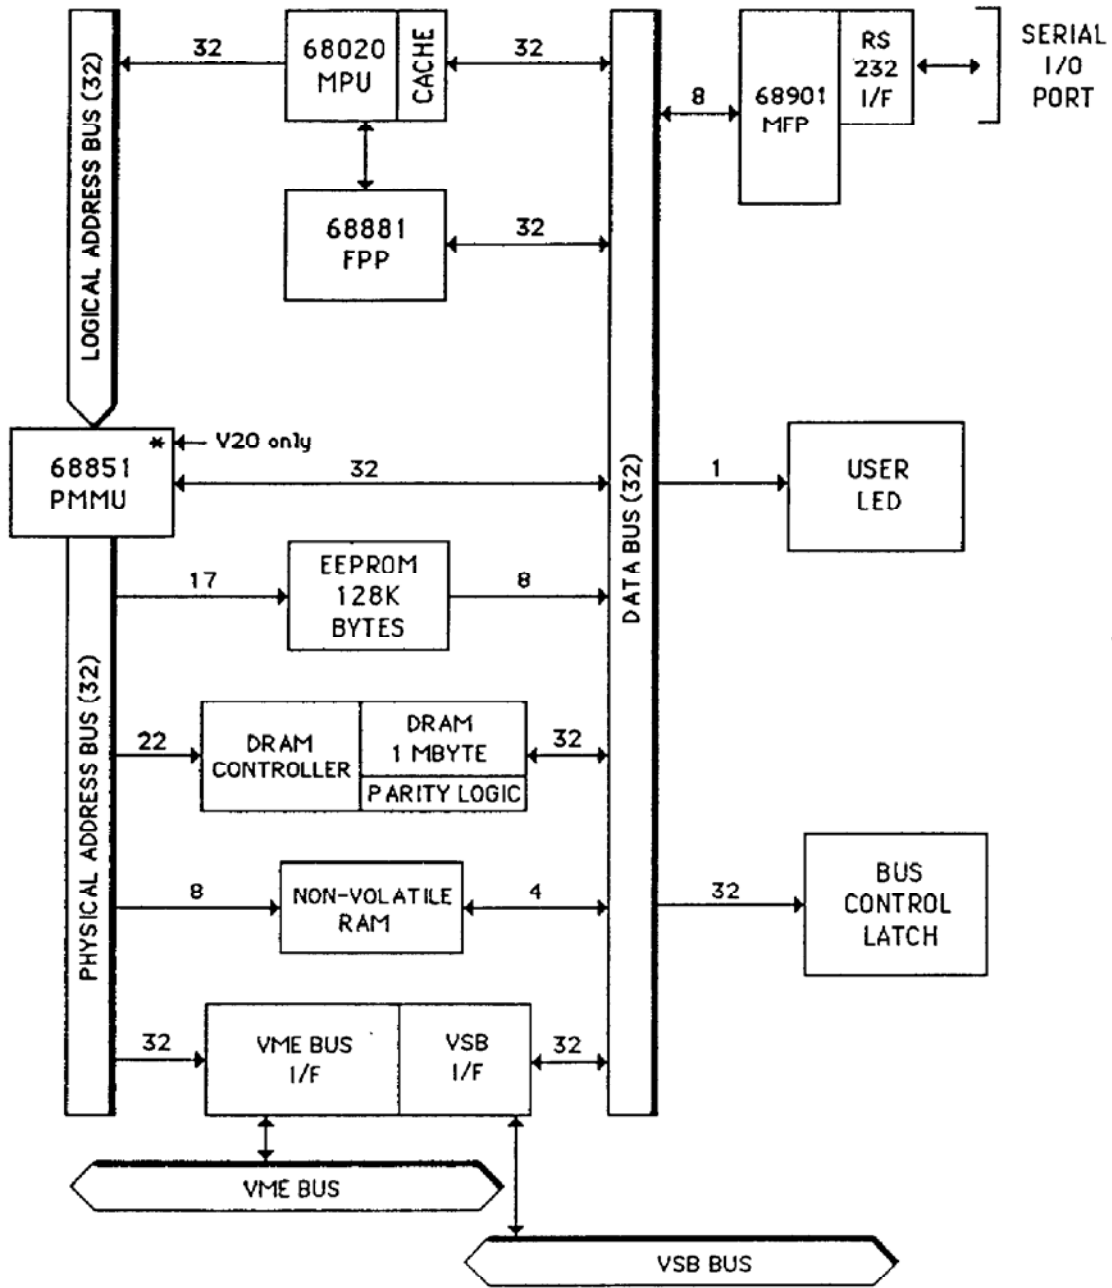 32
68020
MPU
CACHE
32
RS
232
I/F
SERIAL
I/O
PORT
8
68901
MFP
LOGICAL ADDRESS BUS (32)
68881
FPP
32
*
V20 only
68851
PMMU
32
DATA BUS (32)
1
USER
LED
17
EEPROM
128K
BYTES
8
PHYSICAL ADDRESS BUS (32)
22
DRAM
CONTROLLER
DRAM
1 MBYTE
PARITY LOGIC
32
8
NON-VOLATILE
RAM
4
32
BUS
CONTROL
LATCH
32
VME BUS
I/F
VSB
I/F
32
VME BUS
VSB BUS